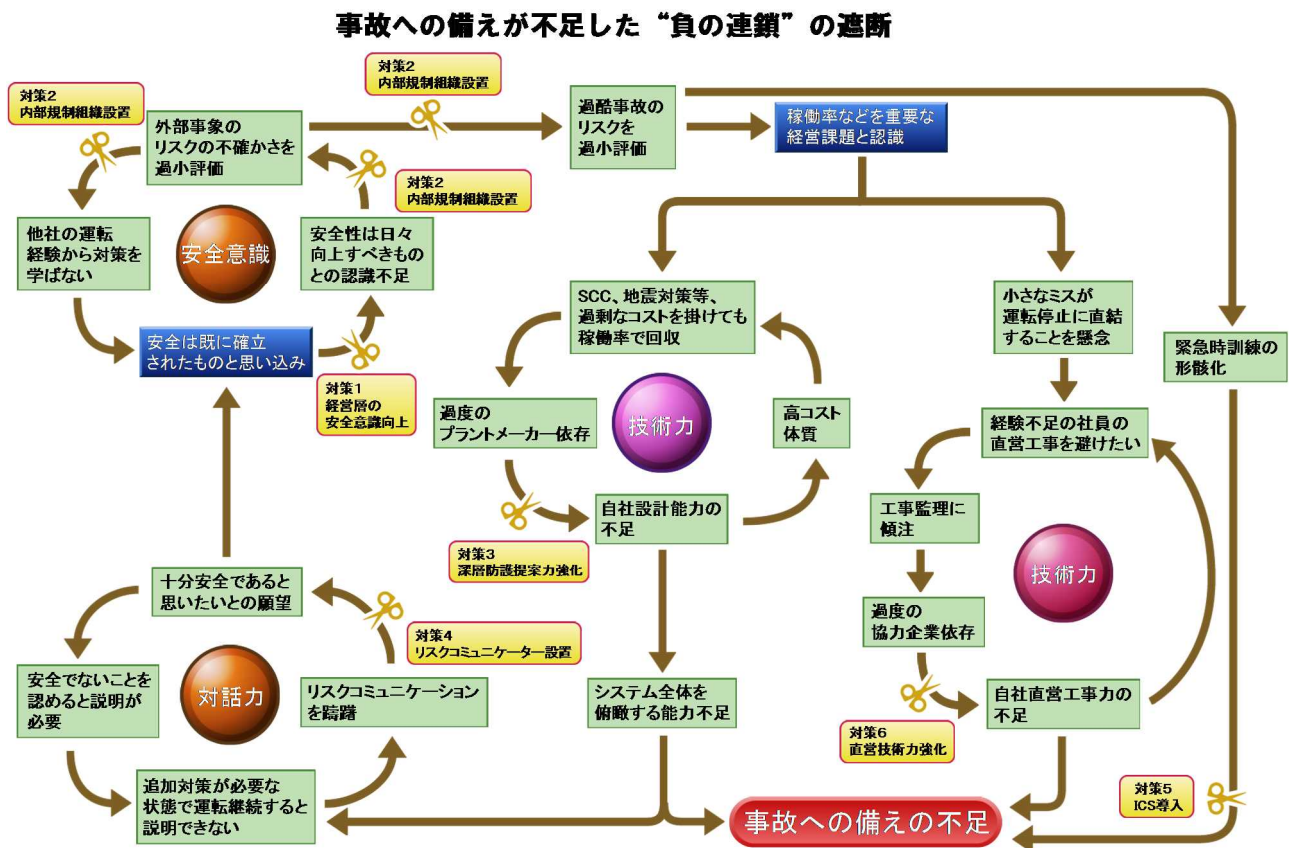 事故への備えが不足した“負の連鎖”の遮断
対策2
内部規制組織設置
対策2
内部規制組織設置
外部事象の
リスクの不確かさを
過小評価
過酷事故の
リスクを
過小評価
稼働率などを重要な
経営課題と認識
対策2
内部規制組織設置
他社の運転
経験から対策を
学ばない
安全意識
安全性は日々
向上すべきもの
との認識不足
安全は既に確立
されたものと思い込み
対策1
経営層の
安全意識向上
SCC、地震対策等、
過剰なコストを掛けても
稼働率で回収
小さなミスが
運転停止に直結
することを懸念
緊急時訓練の
形骸化
過度の
プラントメーカー依存
技術力
高コスト
体質
経験不足の社員の
直営工事を避けたい
自社設計能力の
不足
対策3
深層防護提案力強化
工事監理に
傾注
技術力
過度の
協力企業依存
十分安全であると
思いたいとの願望
対策4
リスクコミュニケーター設置
安全でないことを
認めると説明が
必要
対話力
リスクコミュニケーション
を躊躇
システム全体を
俯瞰する能力不足
自社直営工事力の
不足
対策6
直営技術力強化
追加対策が必要な
状態で運転継続すると
説明できない
事故への備えの不足
対策5
ICS導入